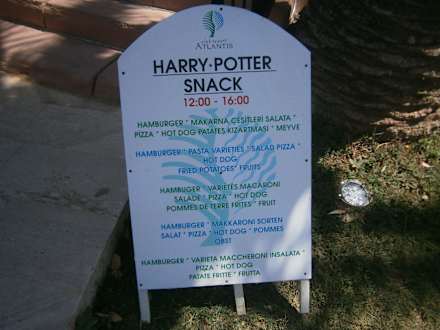 ATLANTIS
HARRY·POTTER
SNACK
12:00 - 16:00
HAMBURGER * MAKARNA ÇEŞİTLERİ SALATA *
PIZZA * HOT DOG PATATES KIZARTMASI * MEYVE
HAMBURGER * PASTA VARIETIES * SALAD PIZZA *
HOT DOG
FRIED POTATOES* FRUITS
HAMBUGER * VARIETÉS MACARONI
SALADE * PIZZA * HOT DOG
POMMES DE TERRE FRITES * FRUIT
HAMBURGER * MAKKARONI SORTEN
SALAT * PIZZA * HOT DOG * POMMES
OBST
HAMBURGER * VARIETA MACCHERONI INSALATA *
PIZZA * HOT DOG
PATATE FRITTE * FRUTTA